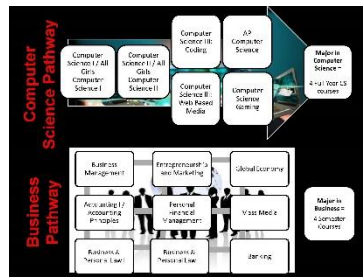 Computer
Science Pathway
Computer
Science I / All
Girls
Computer
Science I
Computer
Science II / All
Girls
Computer
Science II
Computer
Science III:
Coding
AP
Computer
Science
Computer
Science III:
Web Based
Media
Computer
Science
Gaming
Major in
Computer
Science =
4 Full Year CS
courses
Business
Pathway
Business
Management
Entrepreneurship
and Marketing
Global Economy
Accounting I /
Accounting
Principles
Personal
Financial
Management
Mass Media
Business &
Personal Law I
Business &
Personal Law
Banking
Major in
Business =
4 Semester
Courses